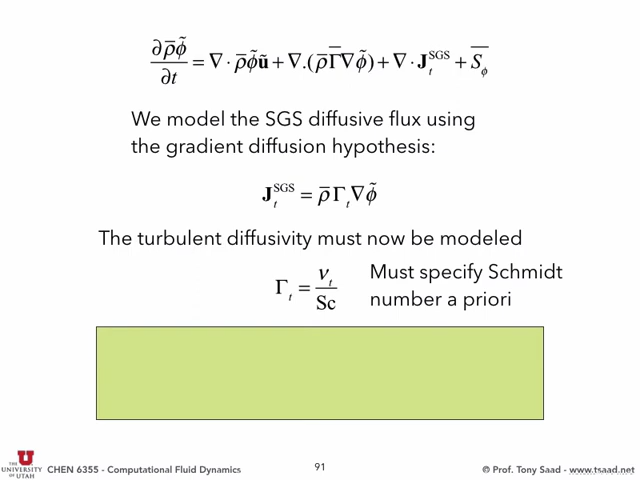 ∂ρ̅φ̃/∂t = ∇ · ρ̅φ̃ũ + ∇.(ρ̅Γ̅∇φ̃) + ∇ · J_t^SGS + S̅_φ
We model the SGS diffusive flux using
the gradient diffusion hypothesis:
J_t^SGS = ρ̅ Γ_t ∇φ̃
The turbulent diffusivity must now be modeled
Γ_t = ν_t/Sc
Must specify Schmidt
number a priori
THE
UNIVERSITY
OF UTAH
CHEN 6355 - Computational Fluid Dynamics
91
© Prof. Tony Saad - www.tsaad.net